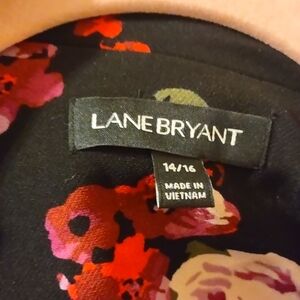 LANE BRYANT
14/16
MADE IN
VIETNAM